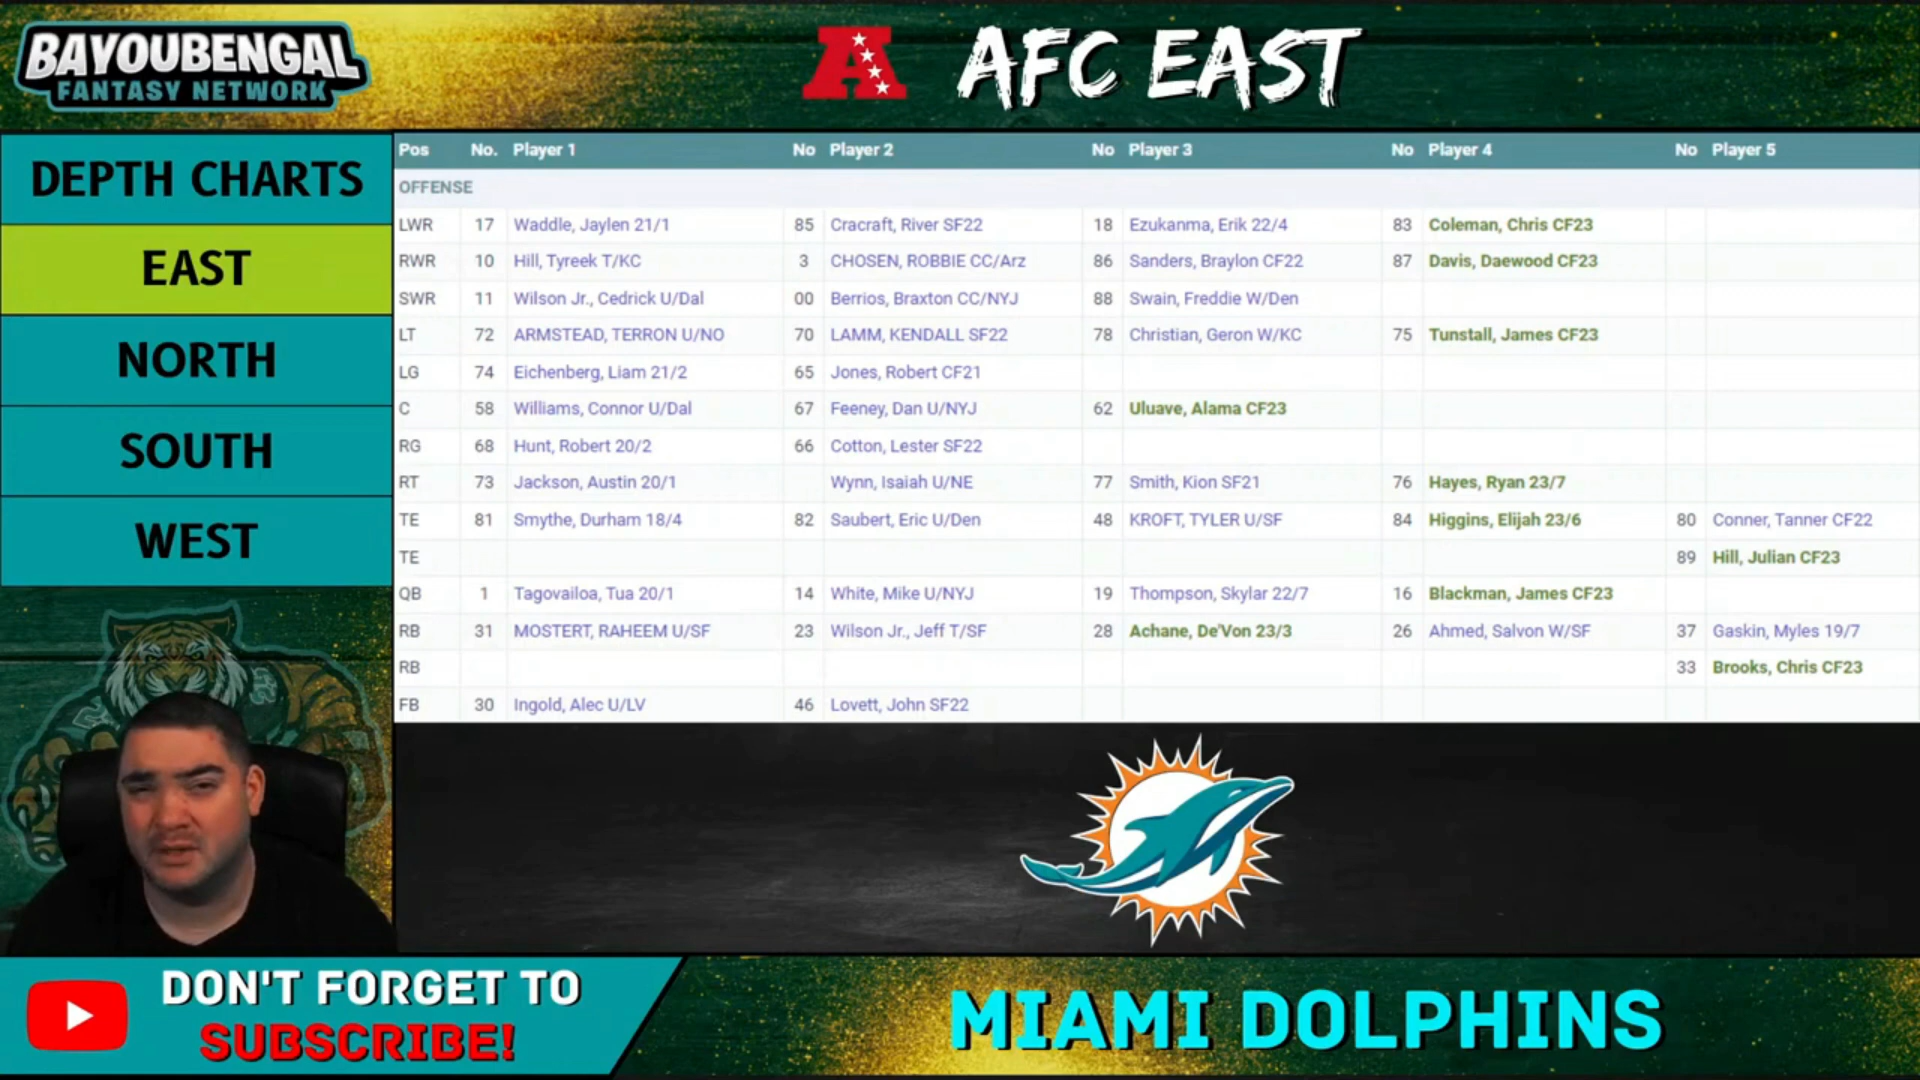 BAYOUBENGAL
FANTASY NETWORK
A AFC EAST
DEPTH CHARTS
EAST
NORTH
SOUTH
WEST
Pos No. Player 1 No Player 2 No Player 3 No Player 4 No Player 5
OFFENSE
LWR 17 Waddle, Jaylen 21/1 85 Cracraft, River SF22 18 Ezukanma, Erik 22/4 83 Coleman, Chris CF23
RWR 10 Hill, Tyreek T/KC 3 CHOSEN, ROBBIE CC/Arz 86 Sanders, Braylon CF22 87 Davis, Daewood CF23
SWR 11 Wilson Jr., Cedrick U/Dal 00 Berrios, Braxton CC/NYJ 88 Swain, Freddie W/Den
LT 72 ARMSTEAD, TERRON U/NO 70 LAMM, KENDALL SF22 78 Christian, Geron W/KC 75 Tunstall, James CF23
LG 74 Eichenberg, Liam 21/2 65 Jones, Robert CF21
C 58 Williams, Connor U/Dal 67 Feeney, Dan U/NYJ 62 Uluave, Alama CF23
RG 68 Hunt, Robert 20/2 66 Cotton, Lester SF22
RT 73 Jackson, Austin 20/1 Wynn, Isaiah U/NE 77 Smith, Kion SF21 76 Hayes, Ryan 23/7
TE 81 Smythe, Durham 18/4 82 Saubert, Eric U/Den 48 KROFT, TYLER U/SF 84 Higgins, Elijah 23/6 80 Conner, Tanner CF22
TE 89 Hill, Julian CF23
QB 1 Tagovailoa, Tua 20/1 14 White, Mike U/NYJ 19 Thompson, Skylar 22/7 16 Blackman, James CF23
RB 31 MOSTERT, RAHEEM U/SF 23 Wilson Jr., Jeff T/SF 28 Achane, De'Von 23/3 26 Ahmed, Salvon W/SF 37 Gaskin, Myles 19/7
RB 33 Brooks, Chris CF23
FB 30 Ingold, Alec U/LV 46 Lovett, John SF22
DON'T FORGET TO
SUBSCRIBE!
MIAMI DOLPHINS